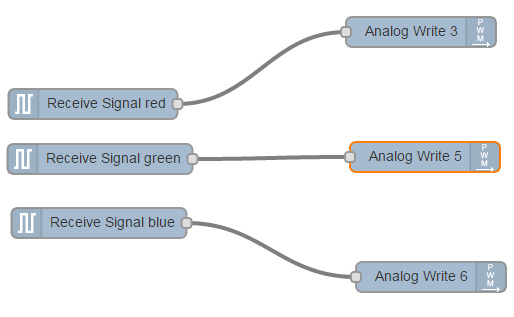 Analog Write 3
PWM
Receive Signal red
Receive Signal green
Analog Write 5
PWM
Receive Signal blue
Analog Write 6
PWM